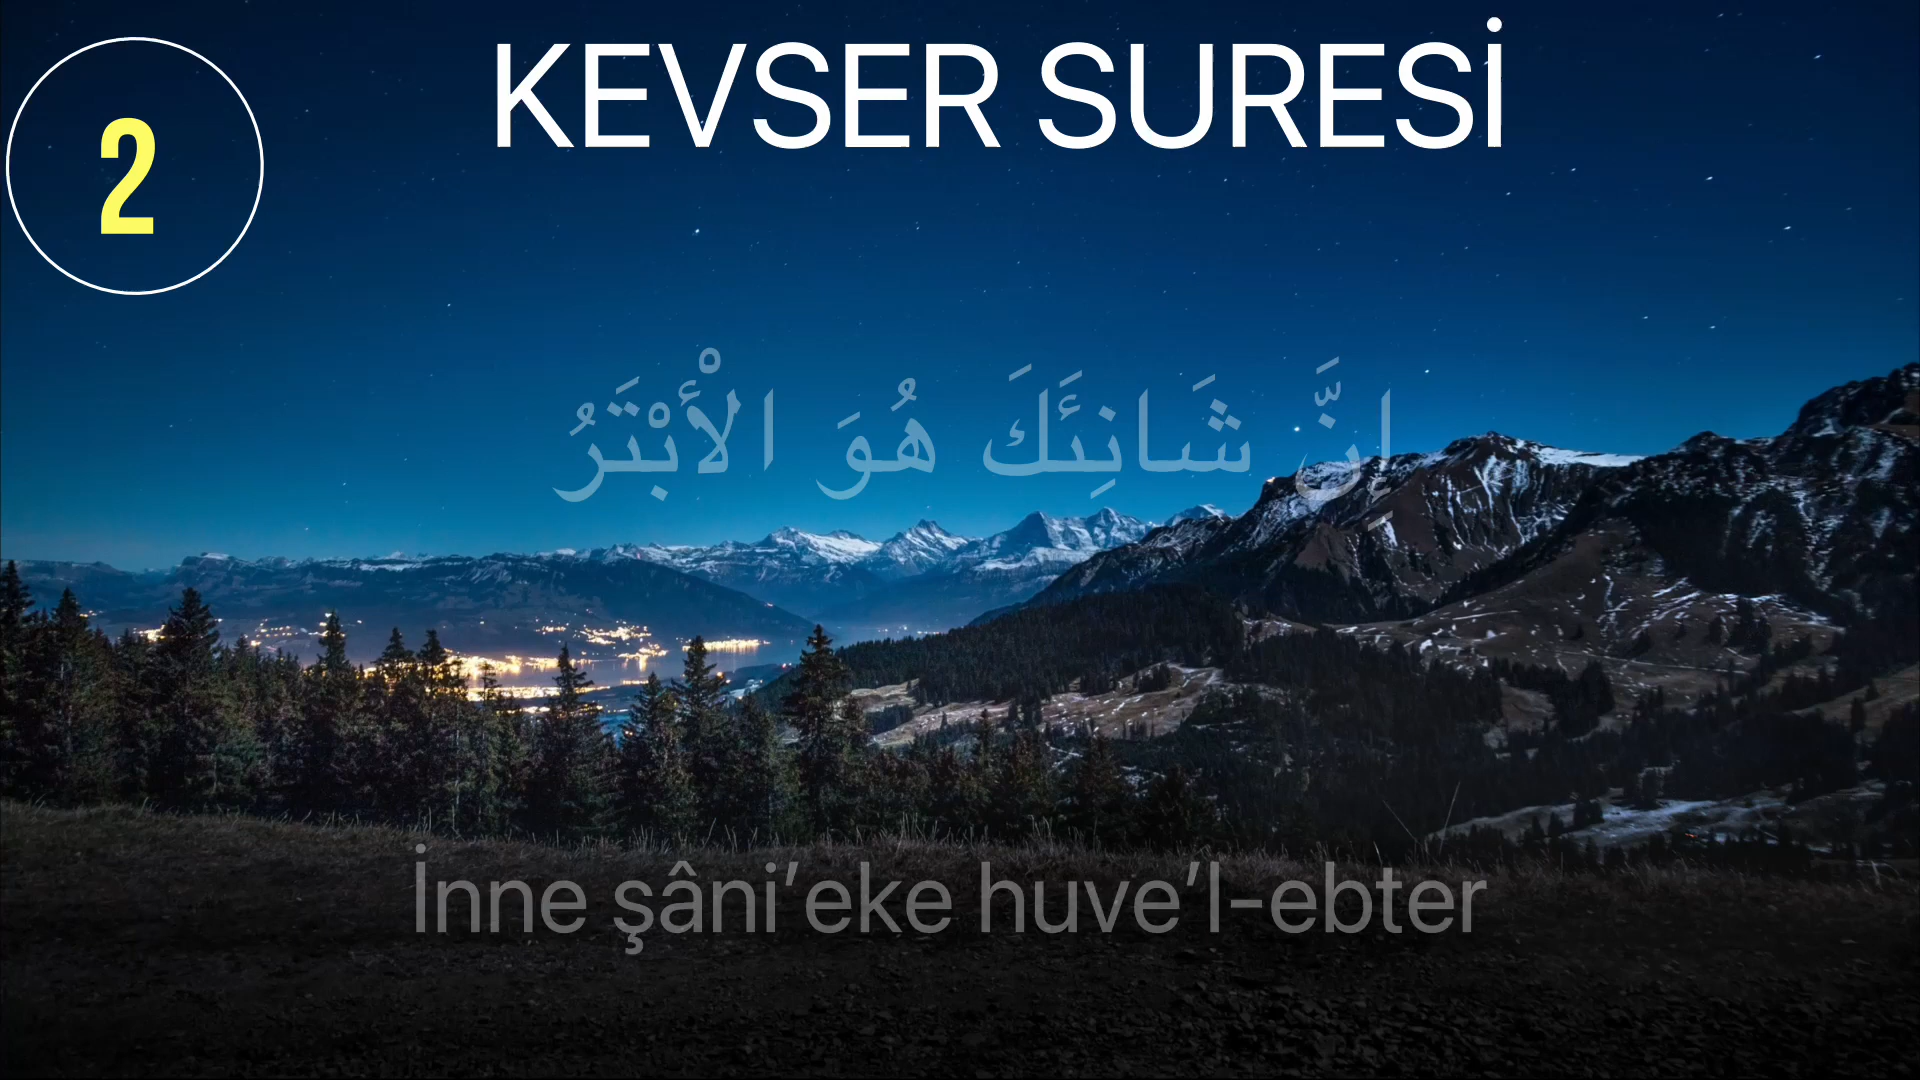 KEVSER SURESİ
2
إِنَّ شَانِئَكَ هُوَ الْأَبْتَرُ
İnne şâni’eke huve’l-ebter